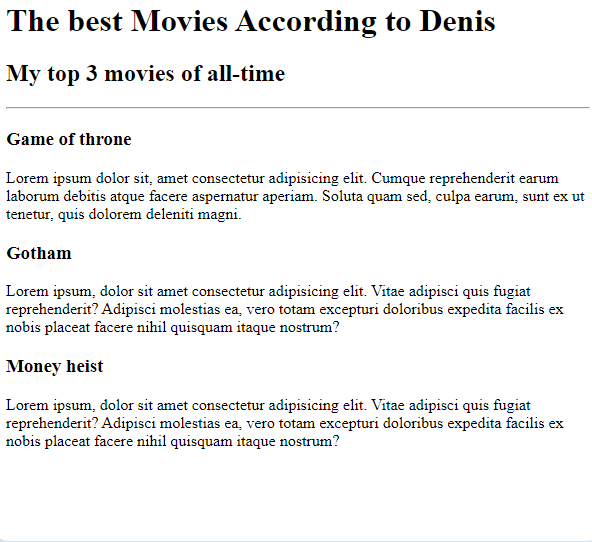 The best Movies According to Denis
My top 3 movies of all-time
Game of throne
Lorem ipsum dolor sit, amet consectetur adipisicing elit. Cumque reprehenderit earum
laborum debitis atque facere aspernatur aperiam. Soluta quam sed, culpa earum, sunt ex ut
tenetur, quis dolorem deleniti magni.
Gotham
Lorem ipsum, dolor sit amet consectetur adipisicing elit. Vitae adipisci quis fugiat
reprehenderit? Adipisci molestias ea, vero totam excepturi doloribus expedita facilis ex
nobis placeat facere nihil quisquam itaque nostrum?
Money heist
Lorem ipsum, dolor sit amet consectetur adipisicing elit. Vitae adipisci quis fugiat
reprehenderit? Adipisci molestias ea, vero totam excepturi doloribus expedita facilis ex
nobis placeat facere nihil quisquam itaque nostrum?